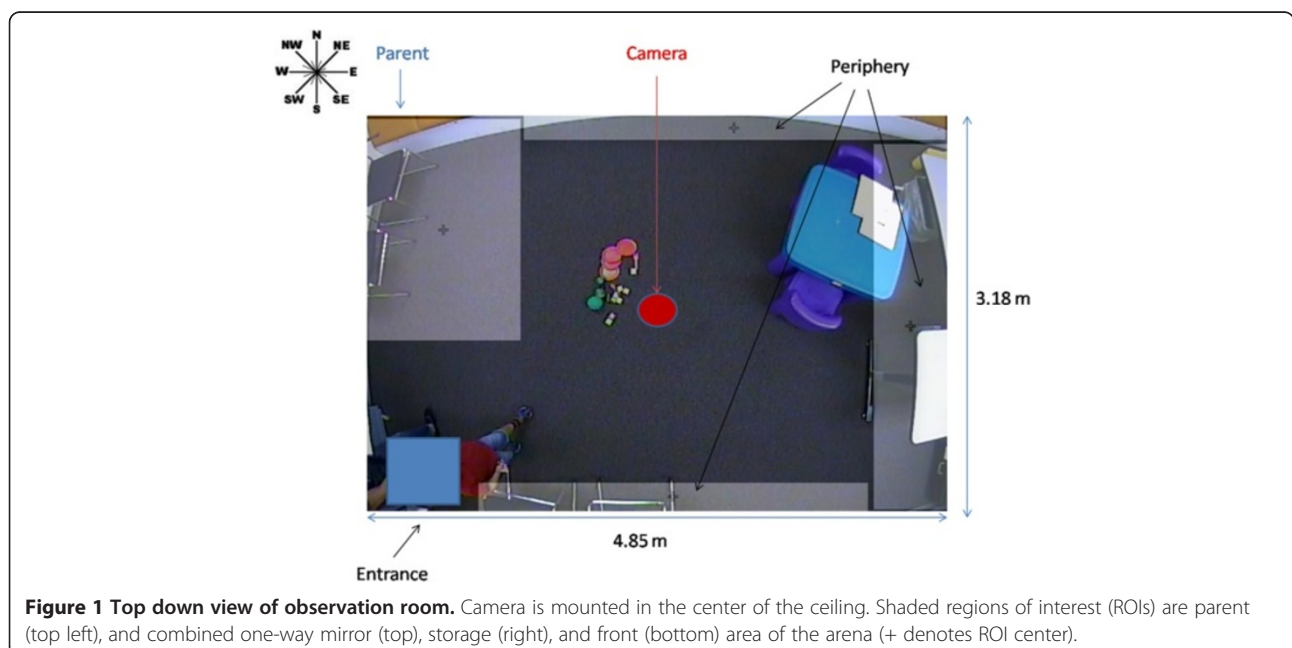 N
NW NE
W E
SW SE
S
Parent
Camera
Periphery
3.18 m
4.85 m
Entrance
Figure 1 Top down view of observation room. Camera is mounted in the center of the ceiling. Shaded regions of interest (ROIs) are parent
(top left), and combined one-way mirror (top), storage (right), and front (bottom) area of the arena (+ denotes ROI center).